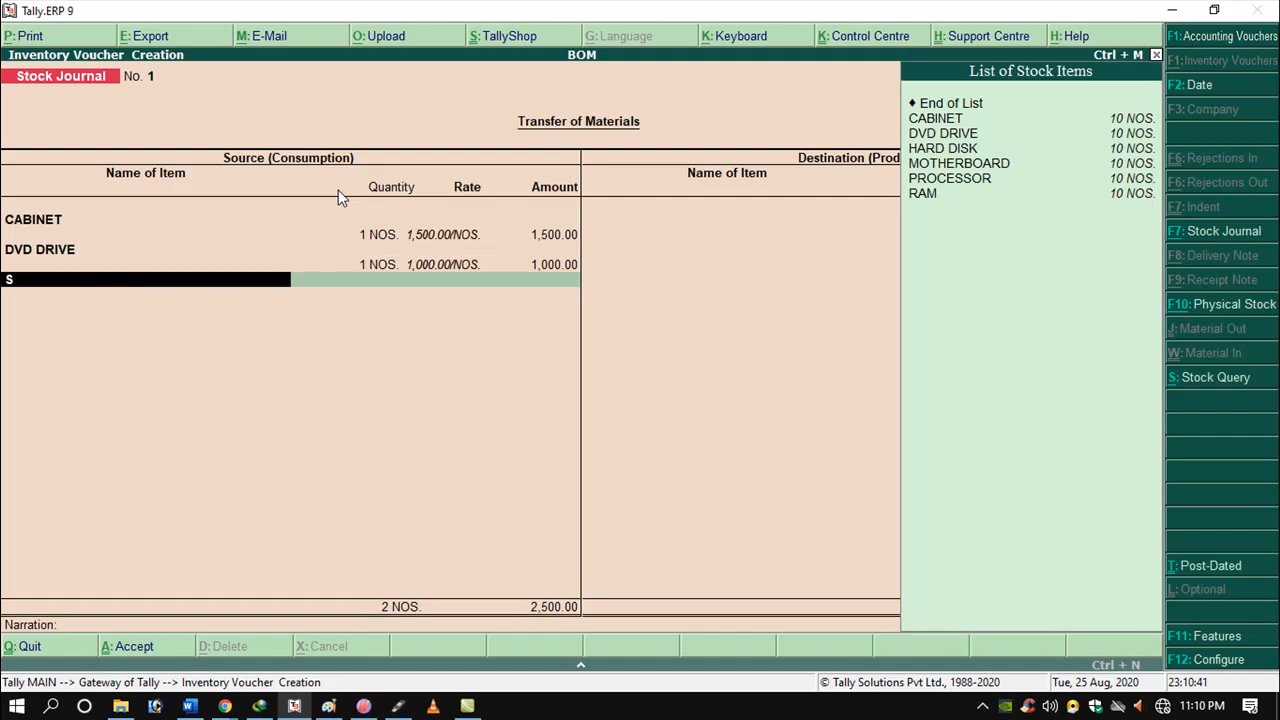 Tally.ERP 9
P: Print E: Export M: E-Mail O: Upload S: TallyShop G: Language K: Keyboard K: Control Centre H: Support Centre H: Help
Inventory Voucher Creation BOM Ctrl + M
Stock Journal No. 1
Transfer of Materials
Source (Consumption) Destination (Prod
Name of Item Name of Item
Quantity Rate Amount
CABINET
1 NOS. 1,500.00/NOS. 1,500.00
DVD DRIVE
1 NOS. 1,000.00/NOS. 1,000.00
S
2 NOS. 2,500.00
Narration:
List of Stock Items
♦ End of List
CABINET 10 NOS.
DVD DRIVE 10 NOS.
HARD DISK 10 NOS.
MOTHERBOARD 10 NOS.
PROCESSOR 10 NOS.
RAM 10 NOS.
F1: Accounting Vouchers
F1: Inventory Vouchers
F2: Date
F3: Company
F6: Rejections In
F6: Rejections Out
F7: Indent
F7: Stock Journal
F8: Delivery Note
F9: Receipt Note
F10: Physical Stock
J: Material Out
W: Material In
S: Stock Query
T: Post-Dated
L: Optional
F11: Features
F12: Configure
Q: Quit A: Accept D: Delete X: Cancel
Ctrl + N
Tally MAIN --> Gateway of Tally --> Inventory Voucher Creation © Tally Solutions Pvt Ltd., 1988-2020 Tue, 25 Aug, 2020 23:10:41
11:10 PM